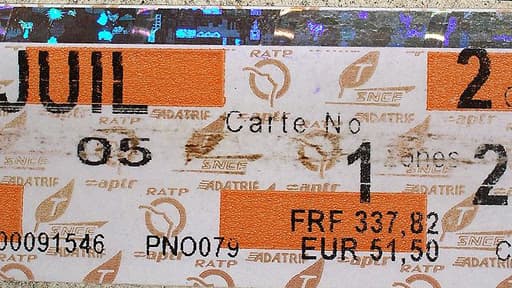 JUIL 2
Carte No
05 1 zones 2
FRF 337,82
00091546 PNO079 EUR 51,50
RATP
SNCF
ADATRIF
aptr